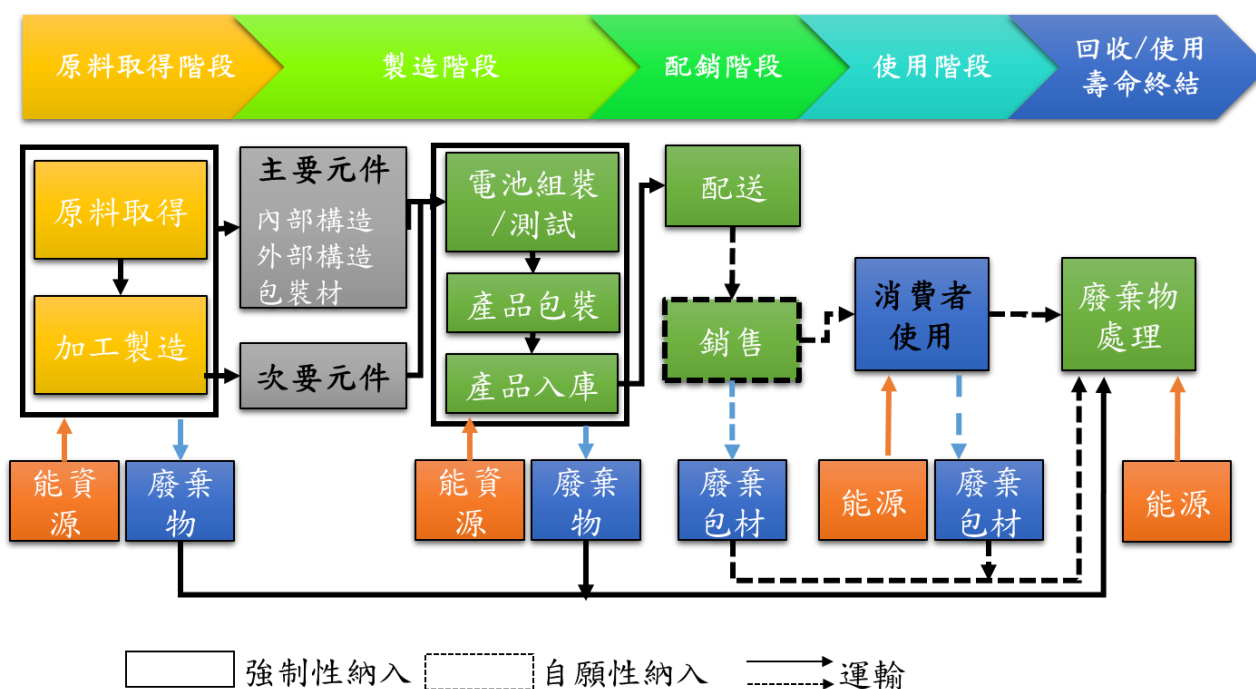 原料取得階段
製造階段
配銷階段
使用階段
回收/使用
壽命終結
原料取得
加工製造
主要元件
內部構造
外部構造
包裝材
次要元件
電池組裝
/測試
產品包裝
產品入庫
配送
銷售
消費者
使用
廢棄物
處理
能資
源
廢棄
物
能資
源
廢棄
物
廢棄
包材
能源
廢棄
包材
能源
強制性納入
自願性納入
運輸